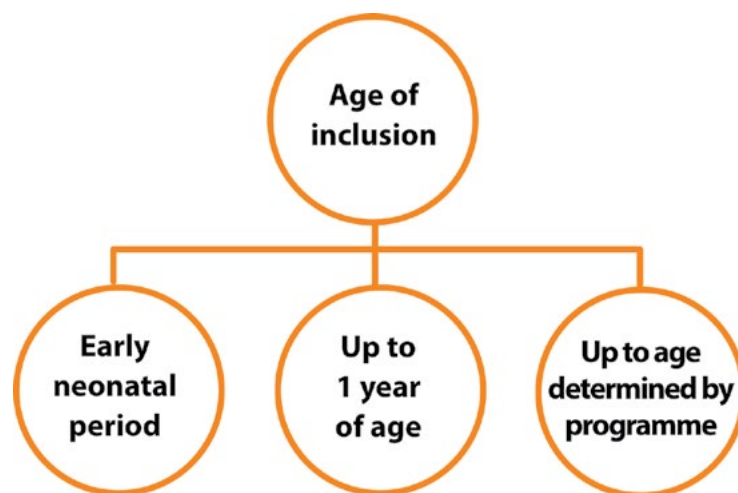 Age of
inclusion
Early
neonatal
period
Up to
1 year
of age
Up to age
determined by
programme